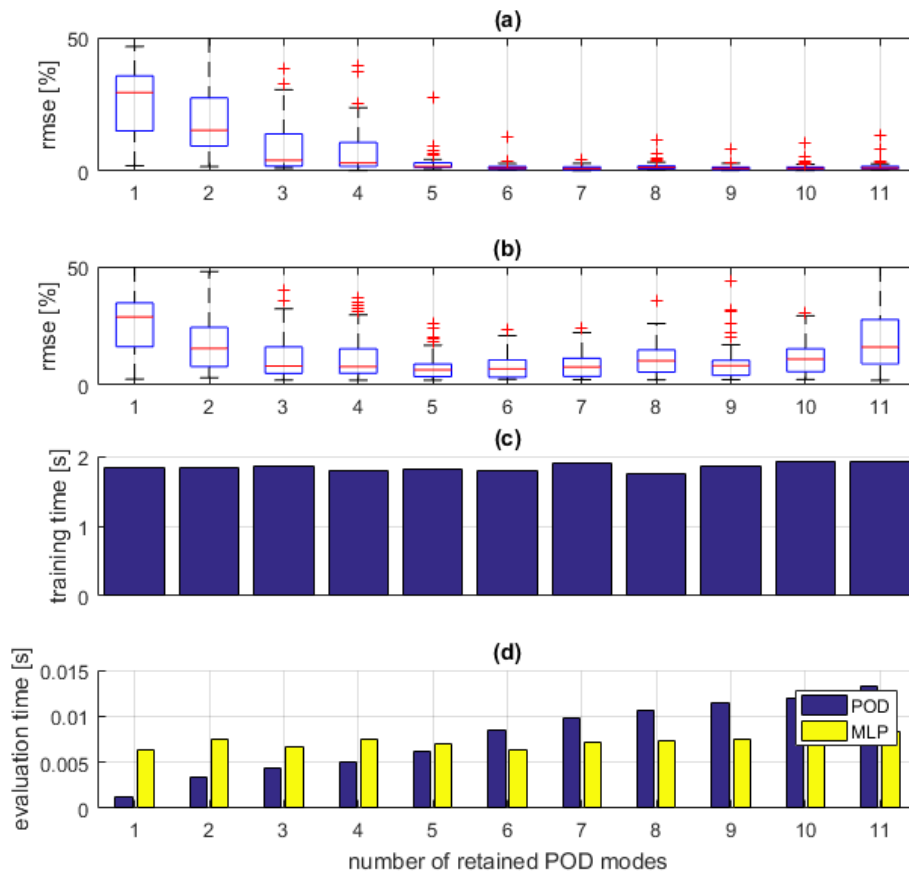 (a)
50
rmse [%]
0
1 2 3 4 5 6 7 8 9 10 11
(b)
50
rmse [%]
0
1 2 3 4 5 6 7 8 9 10 11
(c)
2
training time [s]
1
0
(d)
0.015
evaluation time [s]
POD
0.01
MLP
0.005
0
1 2 3 4 5 6 7 8 9 10 11
number of retained POD modes